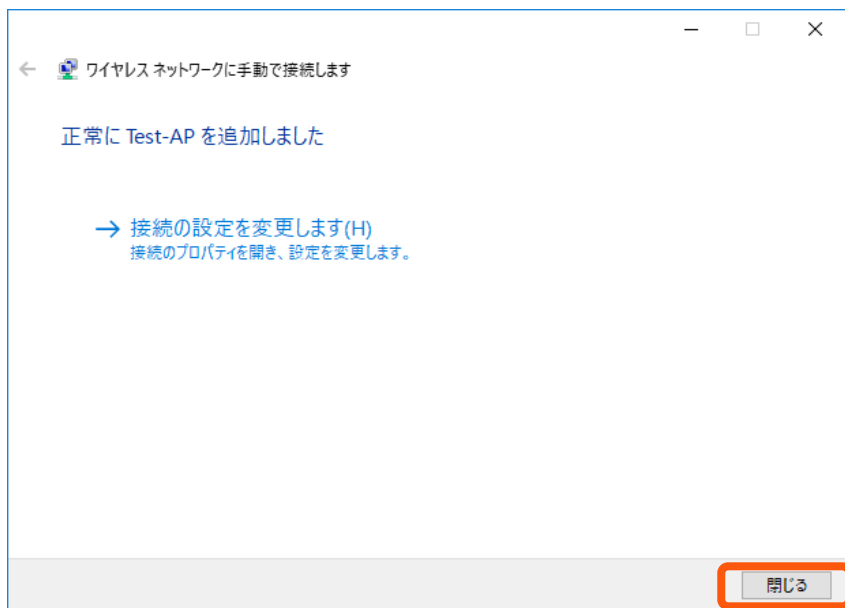 ワイヤレス ネットワークに手動で接続します
正常に Test-AP を追加しました
→ 接続の設定を変更します(H)
接続のプロパティを開き、設定を変更します。
閉じる